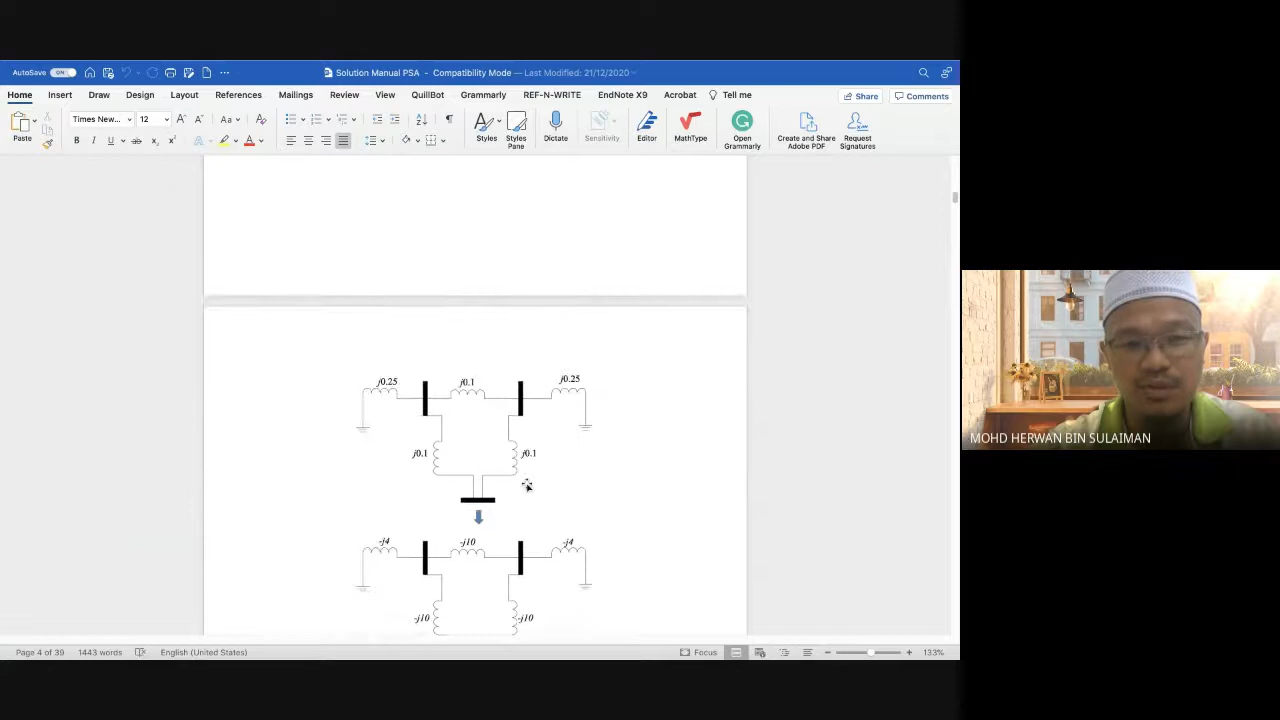 AutoSave ON Solution Manual PSA - Compatibility Mode — Last Modified: 21/12/2020
Home Insert Draw Design Layout References Mailings Review View QuillBot Grammarly REF-N-WRITE EndNote X9 Acrobat Tell me Share Comments
Times New... 12
Paste Styles Styles Pane Dictate Sensitivity Editor MathType Open Grammarly Create and Share Adobe PDF Request Signatures
j0.25 j0.1 j0.25
j0.1 j0.1
-j4 -j10 -j4
-j10 -j10
MOHD HERWAN BIN SULAIMAN
Page 4 of 39 1443 words English (United States) Focus 133%